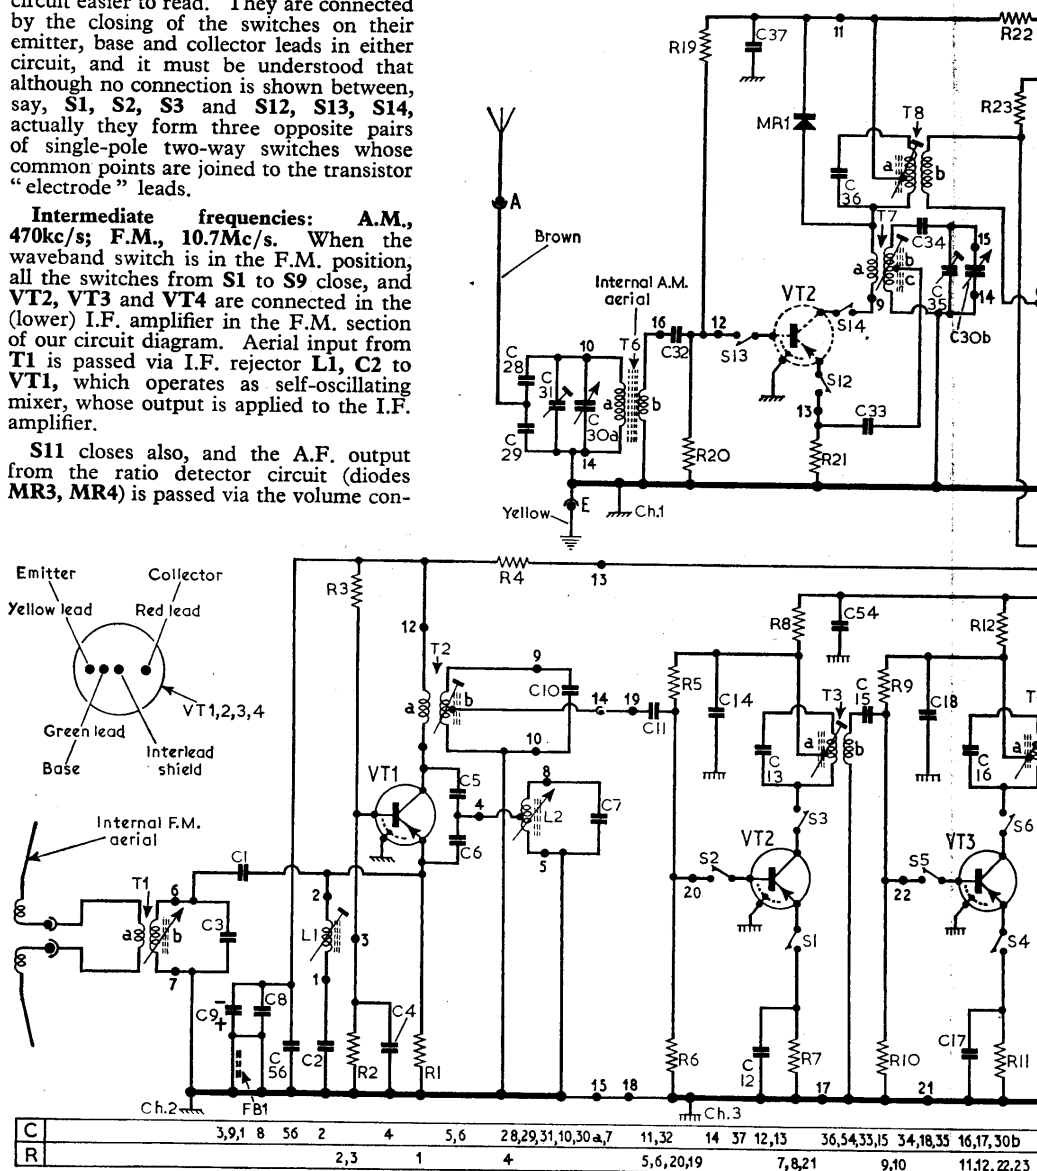 circuit easier to read. They are connected
by the closing of the switches on their
emitter, base and collector leads in either
circuit, and it must be understood that
although no connection is shown between,
say, S1, S2, S3 and S12, S13, S14,
actually they form three opposite pairs
of single-pole two-way switches whose
common points are joined to the transistor
“electrode” leads.
Intermediate frequencies: A.M.,
470kc/s; F.M., 10.7Mc/s. When the
waveband switch is in the F.M. position,
all the switches from S1 to S9 close, and
VT2, VT3 and VT4 are connected in the
(lower) I.F. amplifier in the F.M. section
of our circuit diagram. Aerial input from
T1 is passed via I.F. rejector L1, C2 to
VT1, which operates as self-oscillating
mixer, whose output is applied to the I.F.
amplifier.
S11 closes also, and the A.F. output
from the ratio detector circuit (diodes
MR3, MR4) is passed via the volume con-
R19
C37
11
R22
MR1
R23
T8
C
36
a
b
A
Brown
T7
C34
15
a
b
c
C
35
14
C30b
9
Internal A.M.
aerial
VT2
S14
16
C32
12
S13
S12
13
C33
C
28
C
31
10
T6
a
b
C
30a
C
29
14
R20
R21
Yellow
E
Ch.1
Emitter
Collector
Yellow lead
Red lead
VT1,2,3,4
Green lead
Base
Interlead
shield
R3
R4
13
12
T2
9
a
b
C10
14
19
C11
10
VT1
C5
4
8
L2
C7
C6
5
R8
C54
R12
R5
C14
T3
C
15
R9
C18
C
13
a
b
C
16
a
S3
S6
VT2
VT3
S2
S5
20
22
S1
S4
Internal F.M.
aerial
T1
6
C1
2
a
b
C3
L1
3
7
1
C9
C8
C
56
C2
C4
R2
R1
FB1
Ch.2
15
18
R6
C
12
R7
17
R10
C17
R11
21
Ch.3
C 3,9,1 8 56 2 4 5,6 28,29,31,10,30a,7 11,32 14 37 12,13 36,54,33,15 34,18,35 16,17,30b
R 2,3 1 4 5,6,20,19 7,8,21 9,10 11,12,22,23